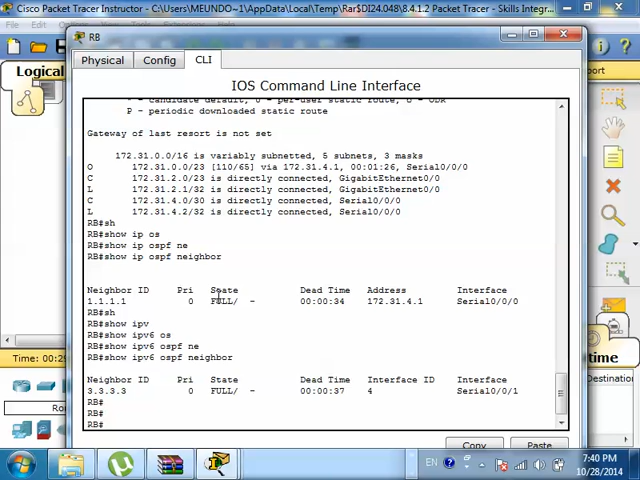 Cisco Packet Tracer Instructor - C:\Users\MEUNDO~1\AppData\Local\Temp\Rar$DI24.048\8.4.1.2 Packet Tracer - Skills Integr
File Edit
RB
Logical
Physical Config CLI
port
IOS Command Line Interface
P - periodic downloaded static route
Gateway of last resort is not set
172.31.0.0/16 is variably subnetted, 5 subnets, 3 masks
O 172.31.0.0/23 [110/65] via 172.31.4.1, 00:01:26, Serial0/0/0
C 172.31.2.0/23 is directly connected, GigabitEthernet0/0
L 172.31.2.1/32 is directly connected, GigabitEthernet0/0
C 172.31.4.0/30 is directly connected, Serial0/0/0
L 172.31.4.2/32 is directly connected, Serial0/0/0
RB#sh
RB#show ip os
RB#show ip ospf ne
RB#show ip ospf neighbor
Neighbor ID Pri State Dead Time Address Interface
1.1.1.1 0 FULL/ - 00:00:34 172.31.4.1 Serial0/0/0
RB#sh
RB#show ipv
RB#show ipv6 os
RB#show ipv6 ospf ne
RB#show ipv6 ospf neighbor
Neighbor ID Pri State Dead Time Interface ID Interface
3.3.3.3 0 FULL/ - 00:00:37 4 Serial0/0/1
RB#
RB#
RB#
Time: 00:2
time
Destination
Ro
Copy Paste
EN
7:40 PM
10/28/2014